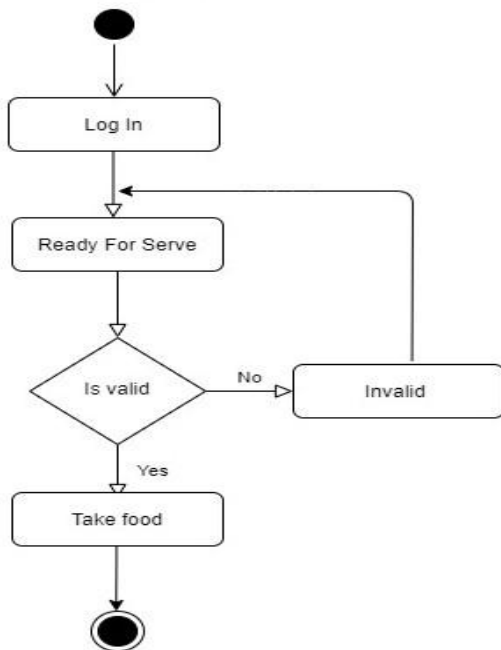 Log In
Ready For Serve
Is valid
No
Invalid
Yes
Take food